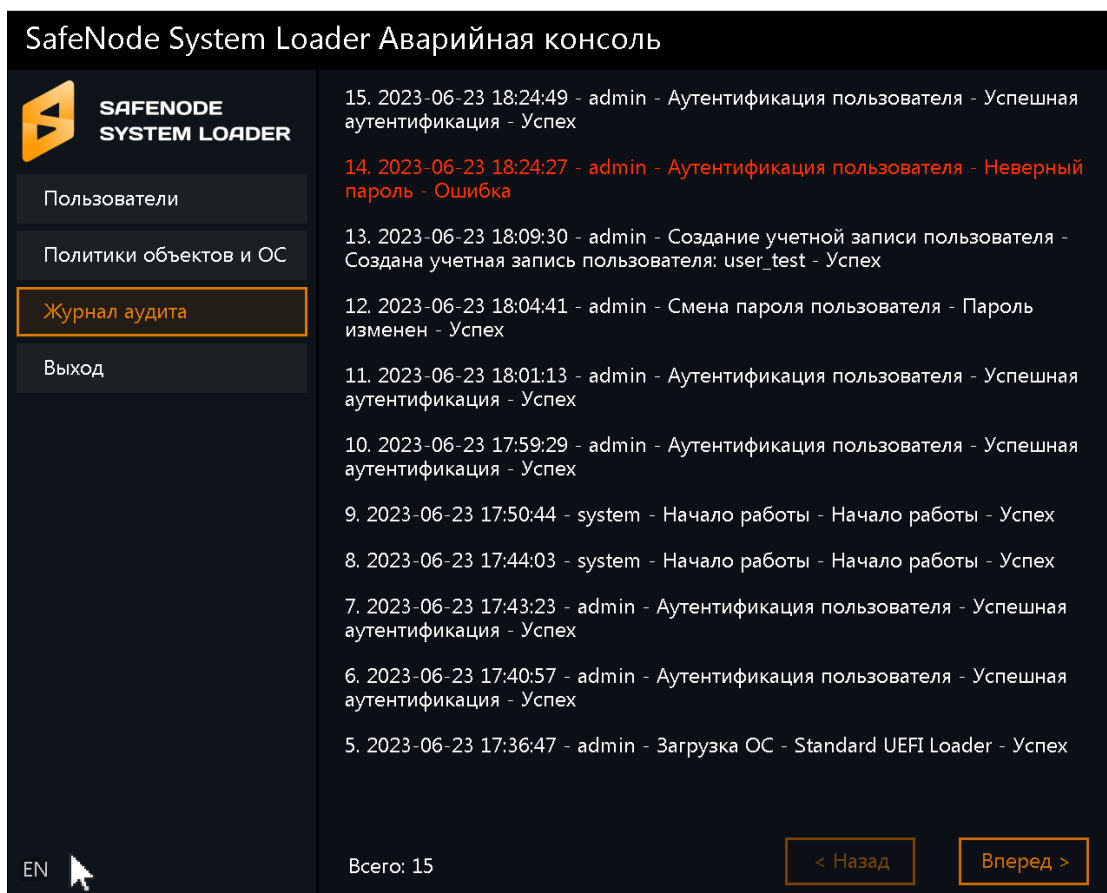 SafeNode System Loader Аварийная консоль
SAFENODE
SYSTEM LOADER
Пользователи
Политики объектов и ОС
Журнал аудита
Выход
15. 2023-06-23 18:24:49 - admin - Аутентификация пользователя - Успешная
аутентификация - Успех
14. 2023-06-23 18:24:27 - admin - Аутентификация пользователя - Неверный
пароль - Ошибка
13. 2023-06-23 18:09:30 - admin - Создание учетной записи пользователя -
Создана учетная запись пользователя: user_test - Успех
12. 2023-06-23 18:04:41 - admin - Смена пароля пользователя - Пароль
изменен - Успех
11. 2023-06-23 18:01:13 - admin - Аутентификация пользователя - Успешная
аутентификация - Успех
10. 2023-06-23 17:59:29 - admin - Аутентификация пользователя - Успешная
аутентификация - Успех
9. 2023-06-23 17:50:44 - system - Начало работы - Начало работы - Успех
8. 2023-06-23 17:44:03 - system - Начало работы - Начало работы - Успех
7. 2023-06-23 17:43:23 - admin - Аутентификация пользователя - Успешная
аутентификация - Успех
6. 2023-06-23 17:40:57 - admin - Аутентификация пользователя - Успешная
аутентификация - Успех
5. 2023-06-23 17:36:47 - admin - Загрузка ОС - Standard UEFI Loader - Успех
EN
Всего: 15
< Назад
Вперед >